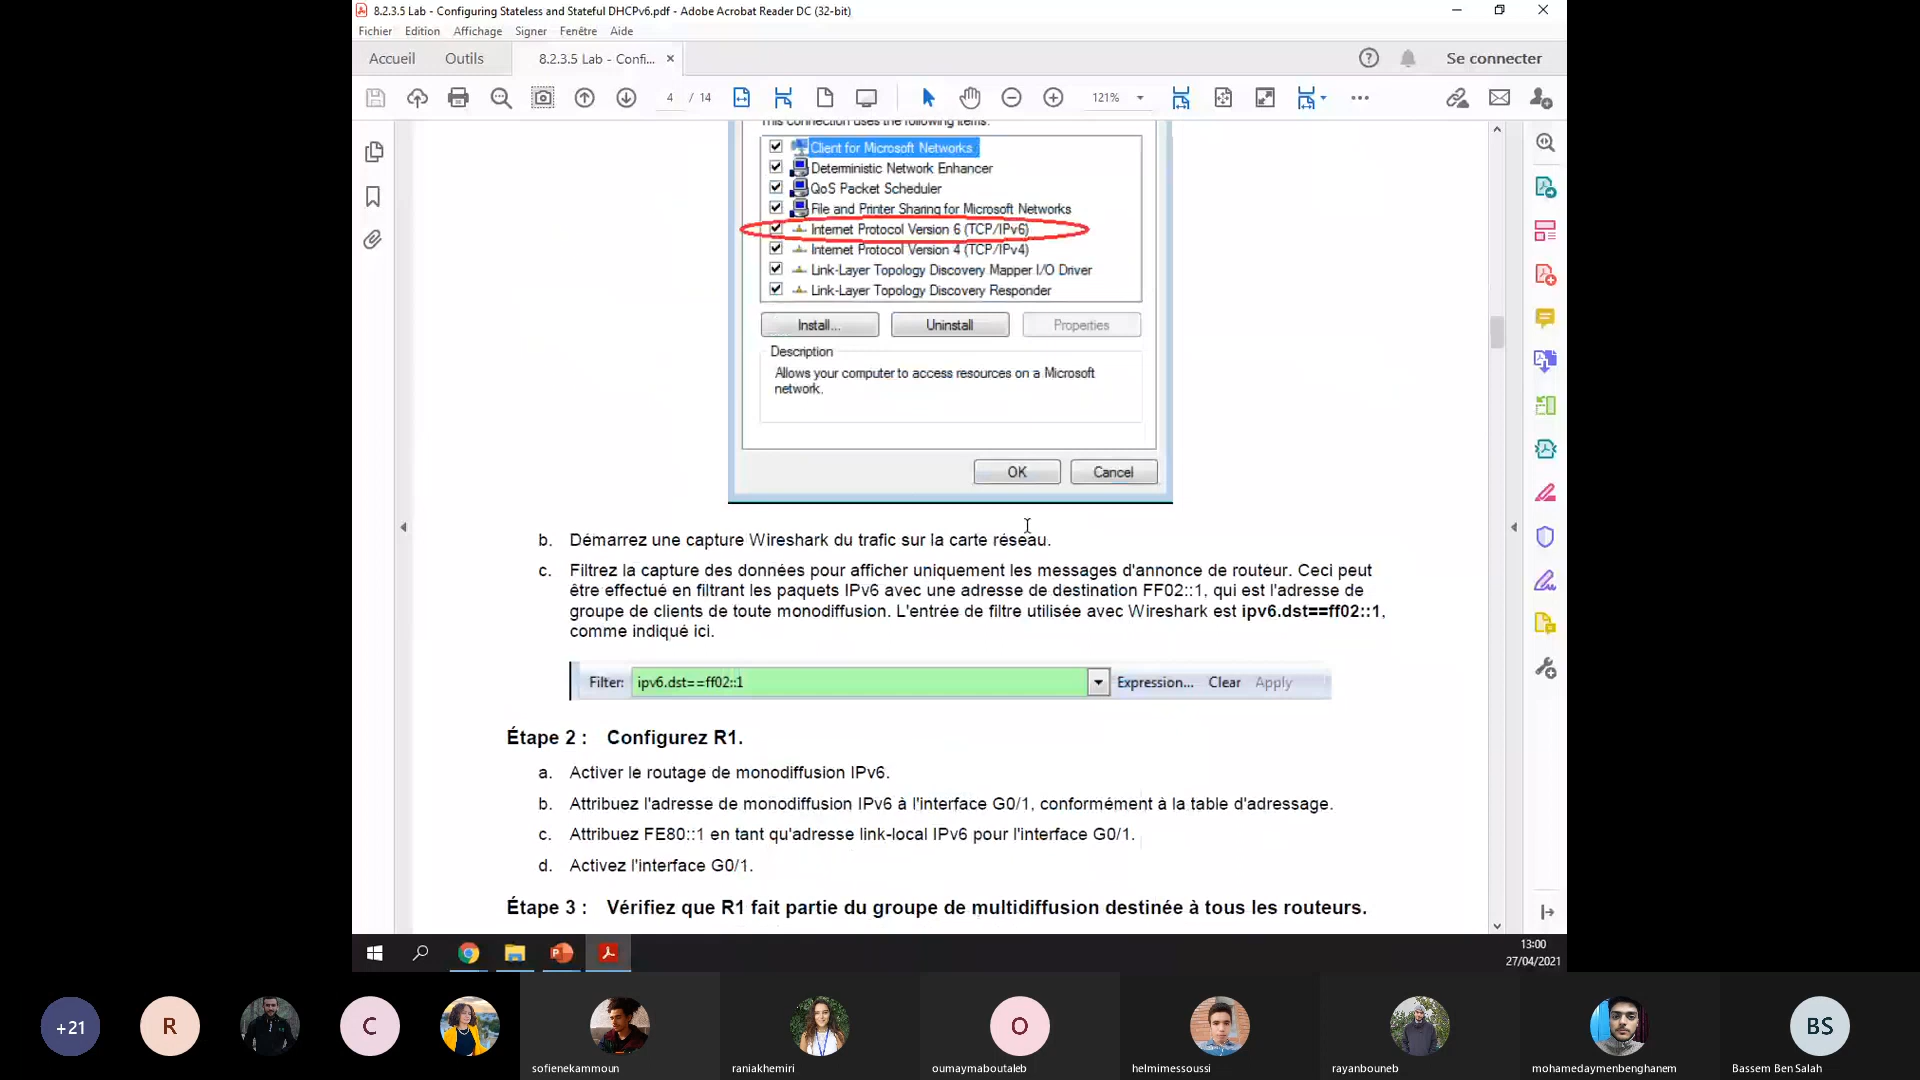 8.2.3.5 Lab - Configuring Stateless and Stateful DHCPv6.pdf - Adobe Acrobat Reader DC (32-bit)
Fichier Edition Affichage Signer Fenêtre Aide
Accueil Outils 8.2.3.5 Lab - Confi... × Se connecter
4 / 14 121%
This connection uses the following items:
Client for Microsoft Networks
Deterministic Network Enhancer
QoS Packet Scheduler
File and Printer Sharing for Microsoft Networks
Internet Protocol Version 6 (TCP/IPv6)
Internet Protocol Version 4 (TCP/IPv4)
Link-Layer Topology Discovery Mapper I/O Driver
Link-Layer Topology Discovery Responder
Install... Uninstall Properties
Description
Allows your computer to access resources on a Microsoft
network.
OK Cancel
b. Démarrez une capture Wireshark du trafic sur la carte réseau.
c. Filtrez la capture des données pour afficher uniquement les messages d'annonce de routeur. Ceci peut
être effectué en filtrant les paquets IPv6 avec une adresse de destination FF02::1, qui est l'adresse de
groupe de clients de toute monodiffusion. L'entrée de filtre utilisée avec Wireshark est ipv6.dst==ff02::1,
comme indiqué ici.
Filter: ipv6.dst==ff02::1 Expression... Clear Apply
Étape 2 : Configurez R1.
a. Activer le routage de monodiffusion IPv6.
b. Attribuez l'adresse de monodiffusion IPv6 à l'interface G0/1, conformément à la table d'adressage.
c. Attribuez FE80::1 en tant qu'adresse link-local IPv6 pour l'interface G0/1.
d. Activez l'interface G0/1.
Étape 3 : Vérifiez que R1 fait partie du groupe de multidiffusion destinée à tous les routeurs.
13:00
27/04/2021
+21 R C O BS
sofienekammoun raniakhemiri oumaymaboutaleb helmimessoussi rayanbouneb mohamedaymenbenghanem Bassem Ben Salah